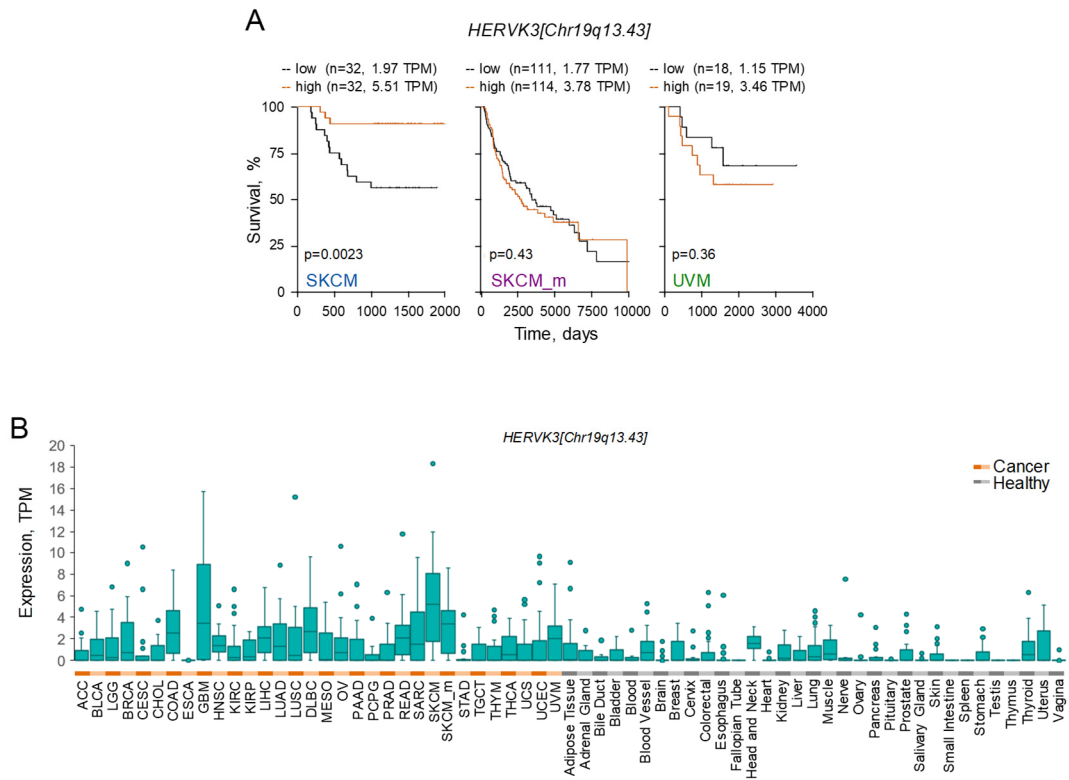 A
HERVK3[Chr19q13.43]
-- low (n=32, 1.97 TPM)
-- high (n=32, 5.51 TPM)
-- low (n=111, 1.77 TPM)
-- high (n=114, 3.78 TPM)
-- low (n=18, 1.15 TPM)
-- high (n=19, 3.46 TPM)
Survival, %
100
75
50
25
0
p=0.0023
SKCM
p=0.43
SKCM_m
p=0.36
UVM
0 500 1000 1500 2000
0 2500 5000 7500 10000
0 1000 2000 3000 4000
Time, days
B
HERVK3[Chr19q13.43]
Cancer
Healthy
Expression, TPM
20
18
16
14
12
10
8
6
4
2
0
ACC
BLCA
LGG
BRCA
CESC
CHOL
COAD
ESCA
GBM
HNSC
KIRC
KIRP
LIHC
LUAD
LUSC
DLBC
MESO
OV
PAAD
PCPG
PRAD
READ
SARC
SKCM
SKCM_m
STAD
TGCT
THYM
THCA
UCS
UCEC
UVM
Adipose Tissue
Adrenal Gland
Bile Duct
Bladder
Blood
Blood Vessel
Brain
Breast
Cervix
Colorectal
Esophagus
Fallopian Tube
Head and Neck
Heart
Kidney
Liver
Lung
Muscle
Nerve
Ovary
Pancreas
Pituitary
Prostate
Salivary Gland
Skin
Small Intestine
Spleen
Stomach
Testis
Thymus
Thyroid
Uterus
Vagina